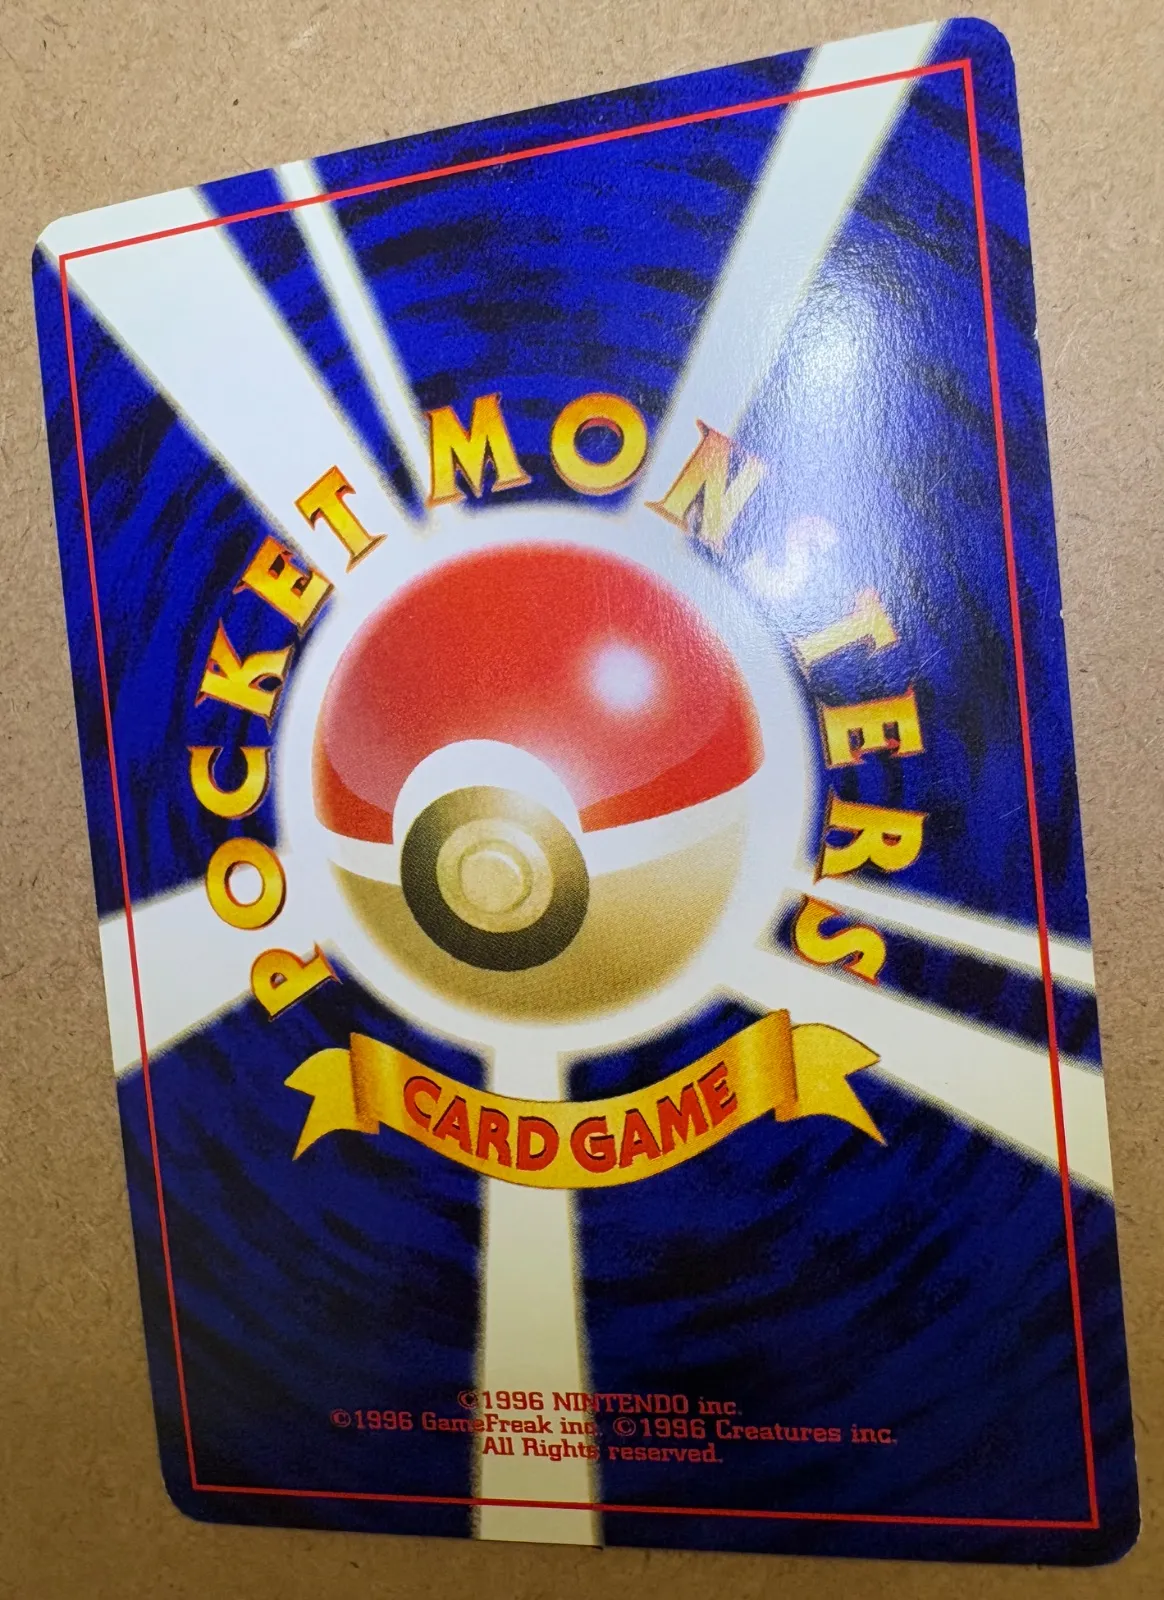 POCKET MONSTERS
CARD GAME
©1996 NINTENDO inc.
©1996 GameFreak inc. ©1996 Creatures inc.
All Rights reserved.